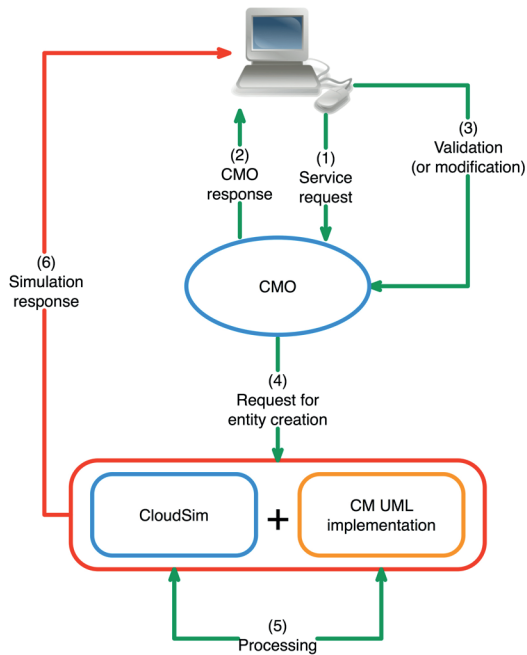 (3)
Validation
(or modification)
(2)
CMO
response
(1)
Service
request
(6)
Simulation
response
CMO
(4)
Request for
entity creation
CloudSim
+
CM UML
implementation
(5)
Processing